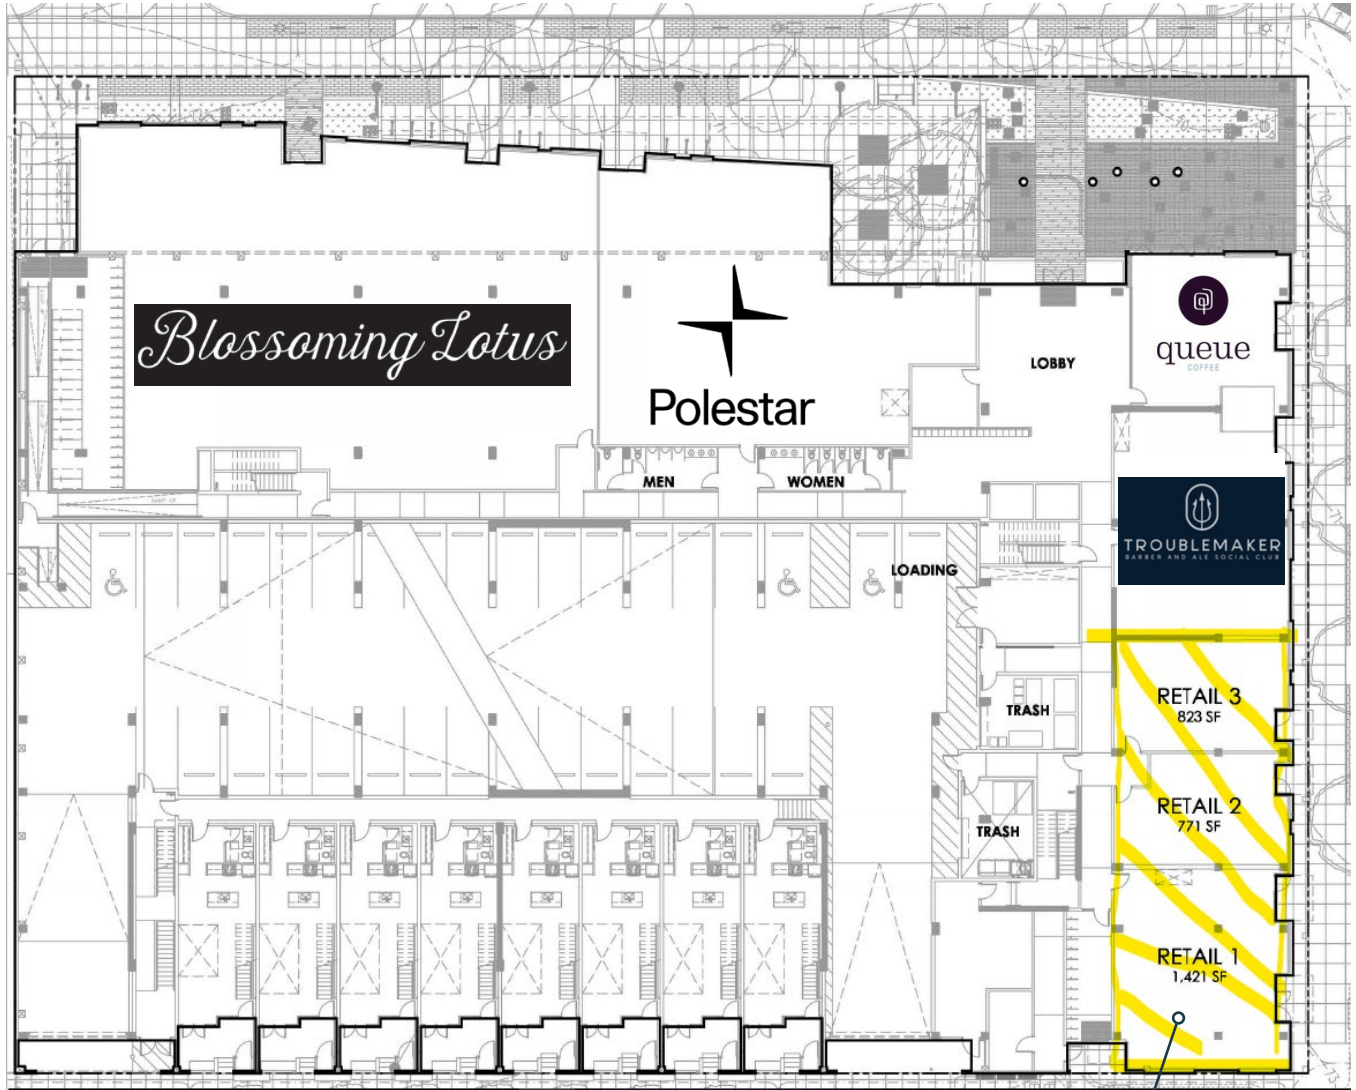 Blossoming Lotus
Polestar
LOBBY
queue
COFFEE
MEN
WOMEN
TROUBLEMAKER
BARBER AND ALE SOCIAL CLUB
LOADING
RETAIL 3
823 SF
TRASH
RETAIL 2
771 SF
TRASH
RETAIL 1
1,421 SF